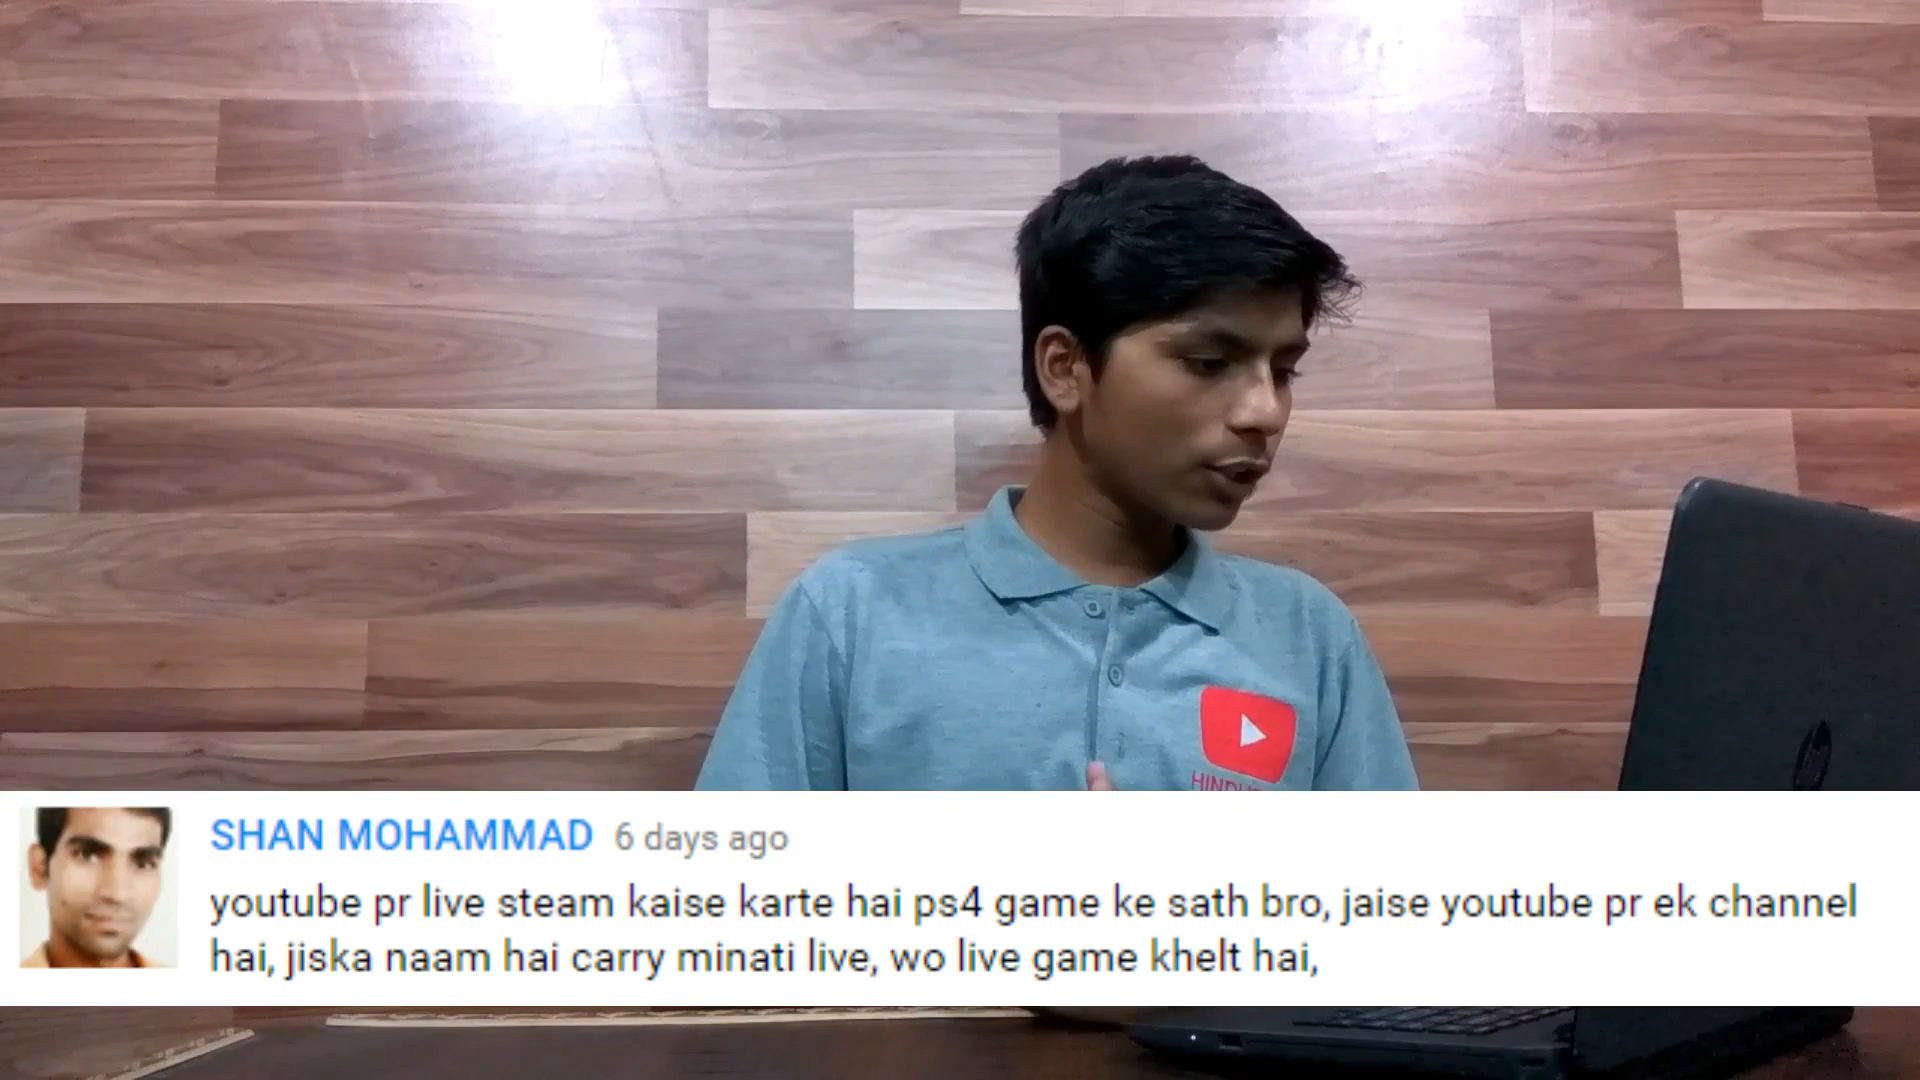 HINDU
SHAN MOHAMMAD 6 days ago
youtube pr live steam kaise karte hai ps4 game ke sath bro, jaise youtube pr ek channel
hai, jiska naam hai carry minati live, wo live game khelt hai,